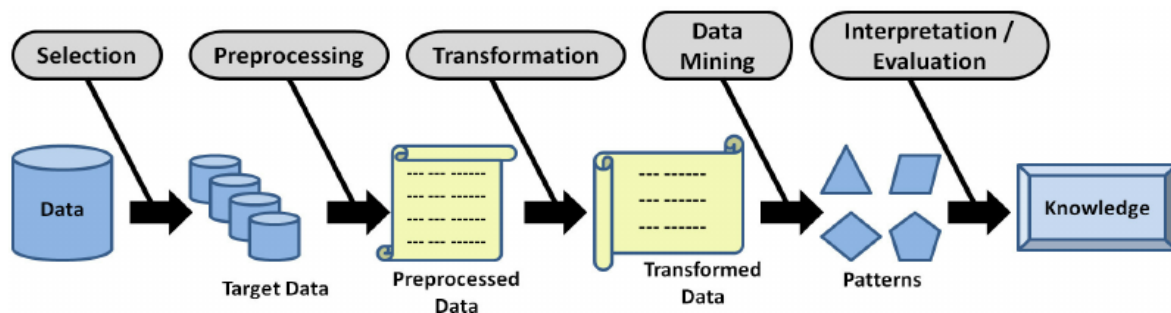 Selection
Preprocessing
Transformation
Data
Mining
Interpretation /
Evaluation
Data
Target Data
Preprocessed
Data
Transformed
Data
Patterns
Knowledge